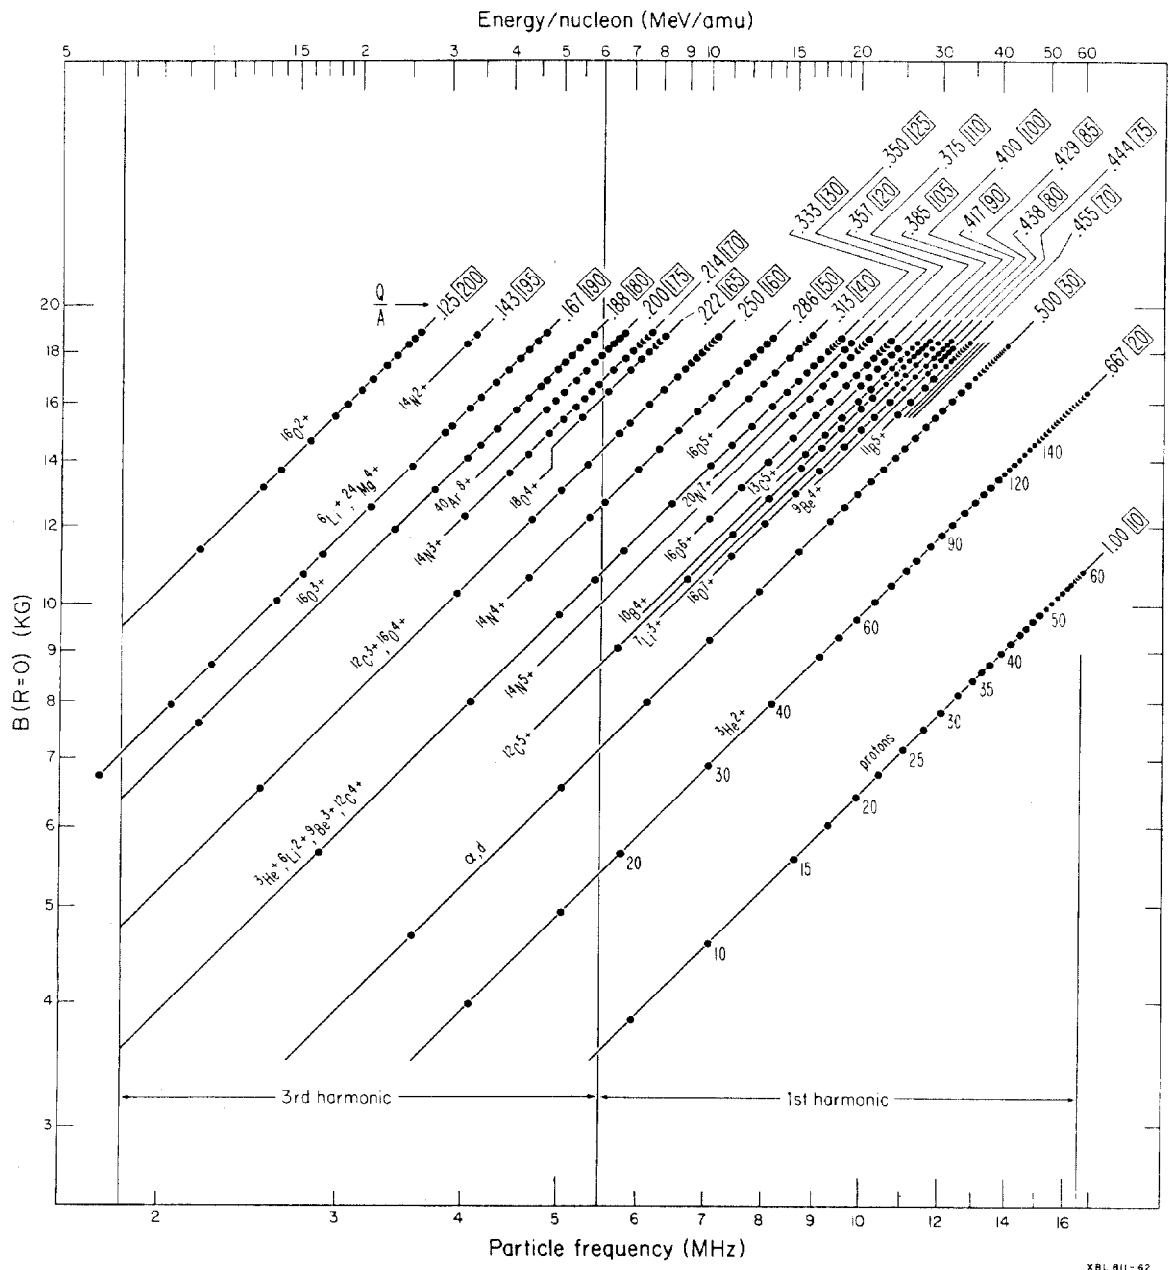 Energy/nucleon (MeV/amu)
5 1 15 2 3 4 5 6 7 8 9 10 15 20 30 40 50 60
.350 125
.375 110
.400 100
.429 85
.444 75
.333 130
.357 120
.385 105
.417 90
.438 80
.455 70
Q/A
.125 200
.143 195
.167 190
.188 180
.200 175
.214 170
.222 165
.250 160
.286 150
.313 140
.500 30
.667 20
1.00 10
B(R=0) (KG)
20
18
16
14
12
10
9
8
7
6
5
4
3
16O2+
14N2+
6Li+, 24Mg4+
16O3+
40Ar8+
14N3+
18O4+
12C3+, 16O4+
14N4+
16O5+
20N7+
13C5+
11B5+
9Be4+
16O6+
16O7+
10B4+
7Li3+
14N5+
12C5+
3He+, 6Li2+, 9Be3+, 12C4+
α,d
3He2+
20
30
40
60
90
120
140
protons
10
15
20
25
30
35
40
50
60
3rd harmonic
1st harmonic
2 3 4 5 6 7 8 9 10 12 14 16
Particle frequency (MHz)
XBL 811-62